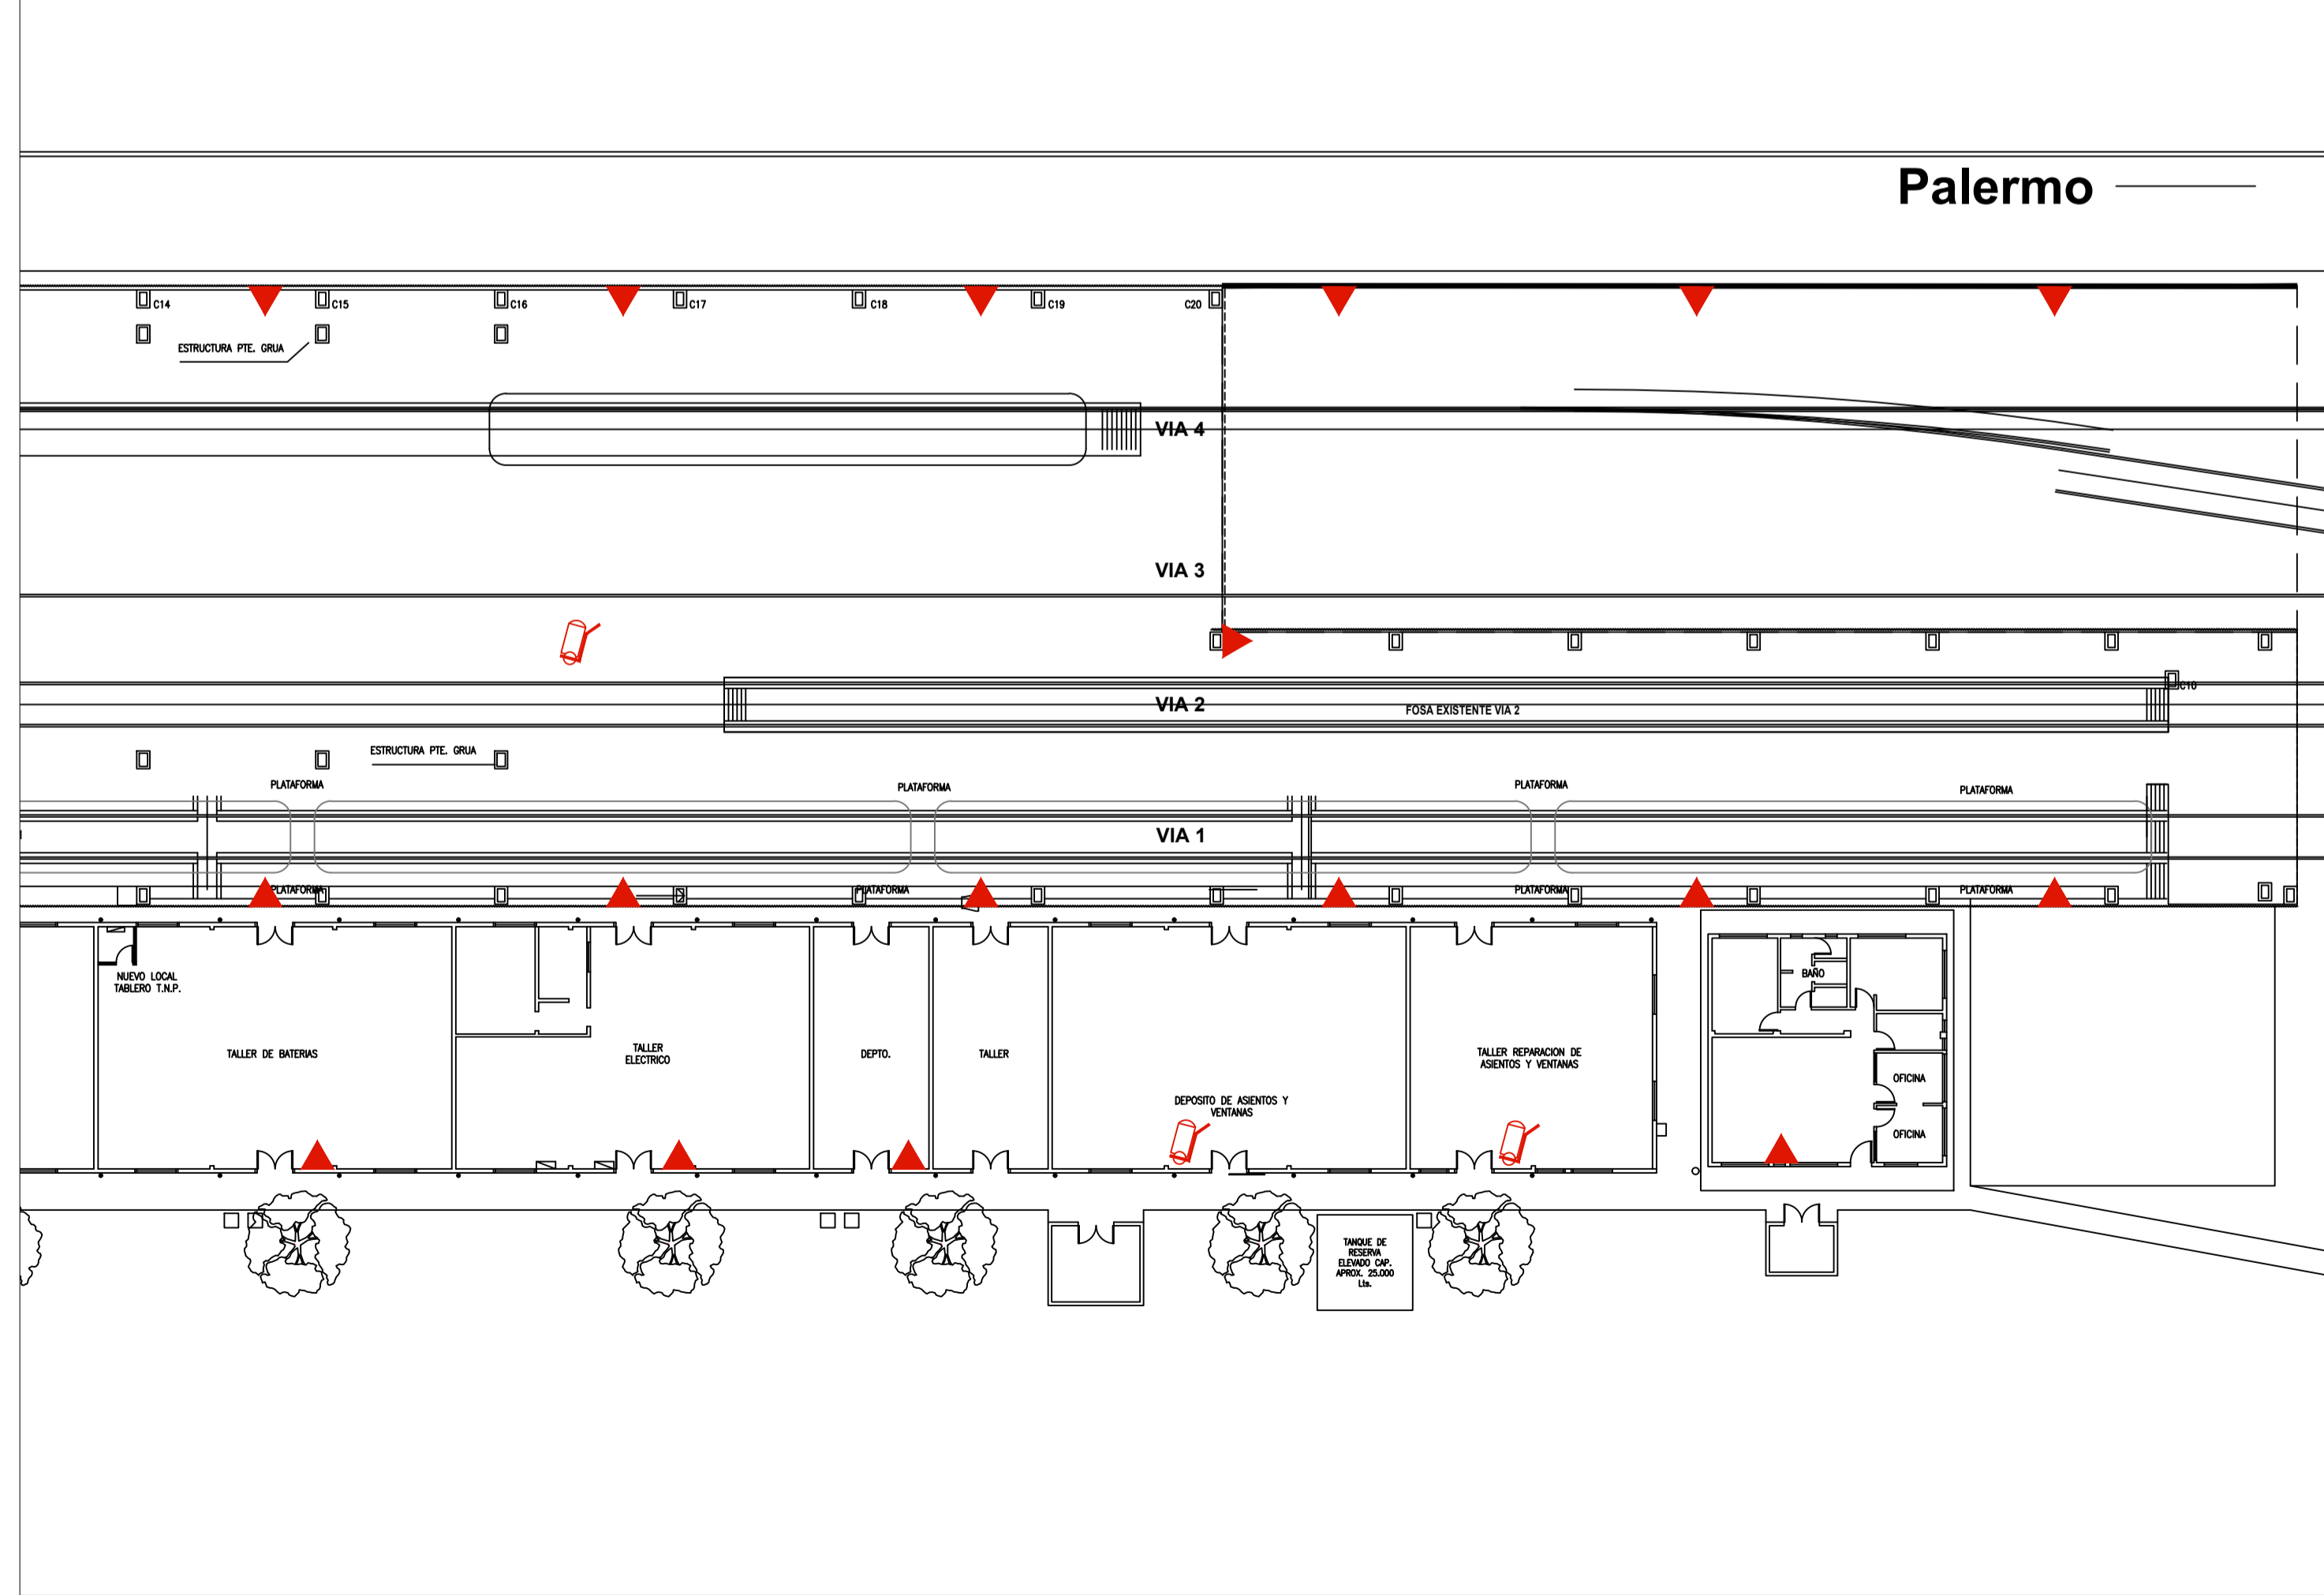 Palermo
C14
C15
C16
C17
C18
C19
C20
ESTRUCTURA PTE. GRUA
VIA 4
VIA 3
C10
VIA 2
FOSA EXISTENTE VIA 2
ESTRUCTURA PTE. GRUA
PLATAFORMA
PLATAFORMA
PLATAFORMA
PLATAFORMA
VIA 1
PLATAFORMA
PLATAFORMA
PLATAFORMA
PLATAFORMA
NUEVO LOCAL
TABLERO T.N.P.
BAÑO
TALLER DE BATERIAS
TALLER
ELECTRICO
DEPTO.
TALLER
TALLER REPARACION DE
ASIENTOS Y VENTANAS
OFICINA
DEPOSITO DE ASIENTOS Y
VENTANAS
OFICINA
TANQUE DE
RESERVA
ELEVADO CAP.
APROX. 25.000
Lts.